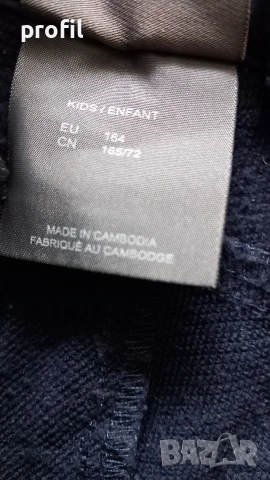 profil
KIDS / ENFANT
EU 164
CN 165/72
MADE IN CAMBODIA
FABRIQUÉ AU CAMBODGE
BAZAR